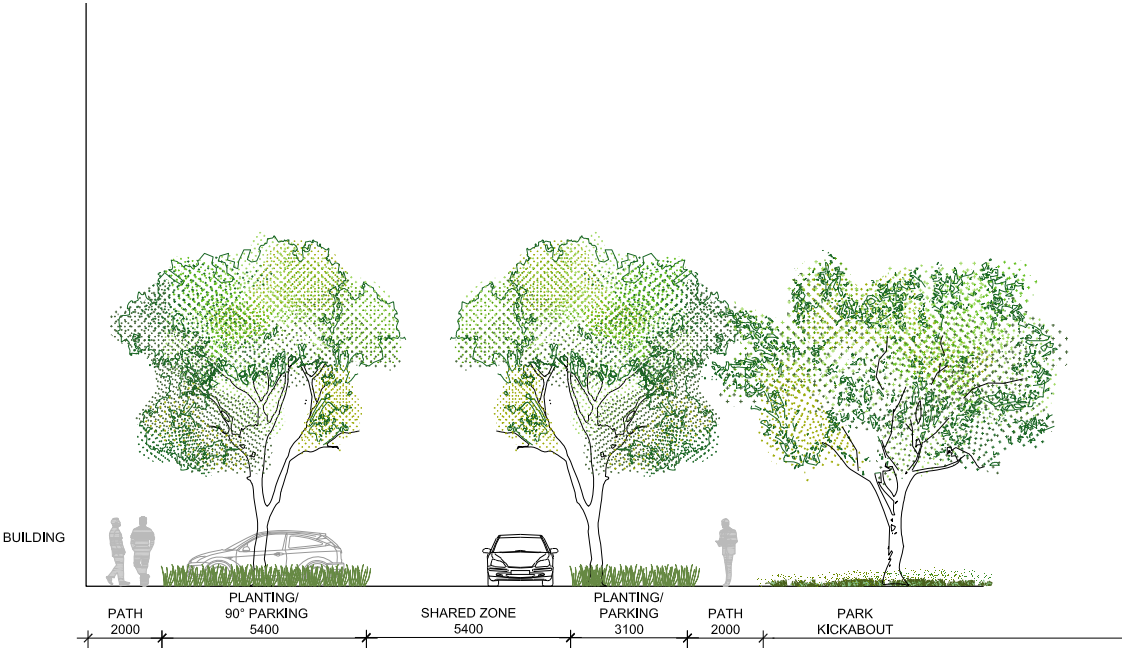 BUILDING
PATH
2000
PLANTING/
90° PARKING
5400
SHARED ZONE
5400
PLANTING/
PARKING
3100
PATH
2000
PARK
KICKABOUT